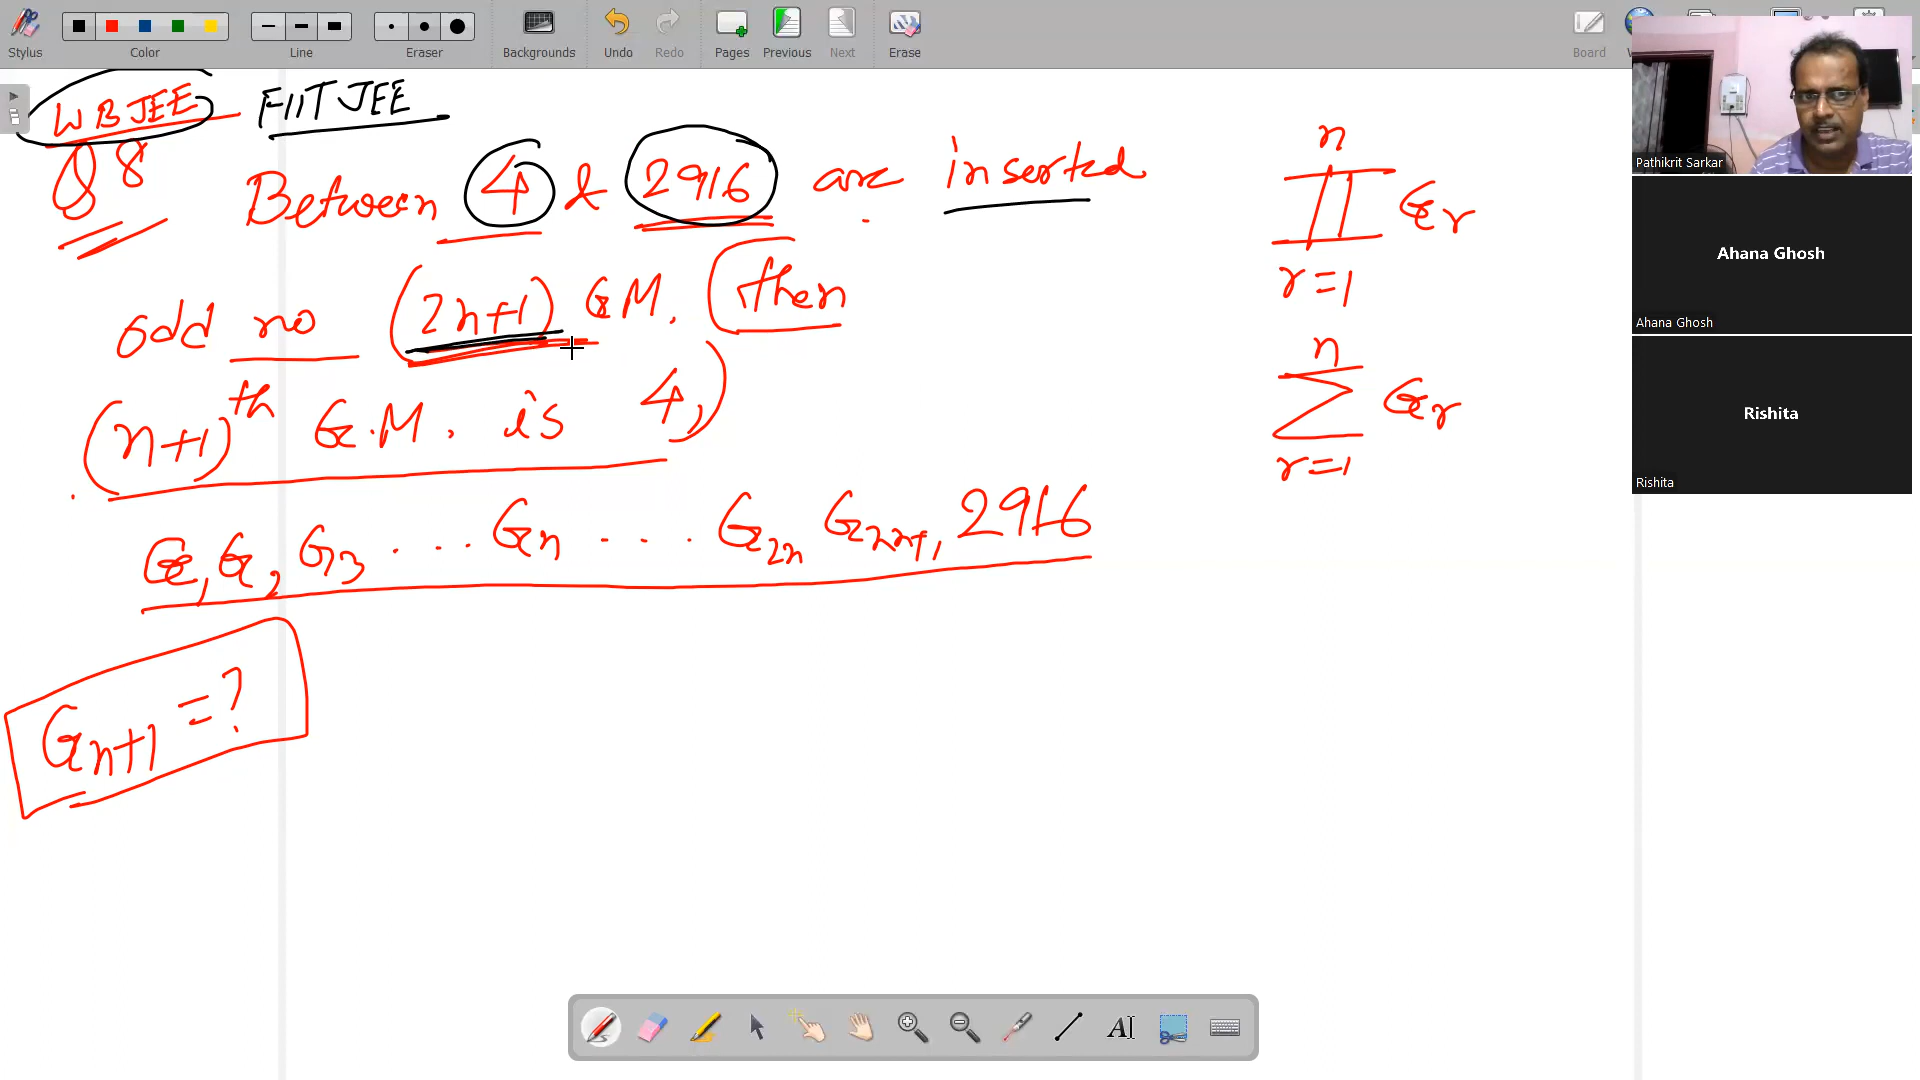 Stylus
Color
Line
Eraser
Backgrounds
Undo
Redo
Pages
Previous
Next
Erase
Board
WBJEE FIITJEE
Q 8
Between 4 & 2916 are inserted
odd no (2n+1) G.M. then
(n+1)th G.M. is 4,
G1, G2 G3 .... Gn .... G2n G2n+1, 2916
Gn+1 = ?
n
∏ Gr
r=1
n
∑ Gr
r=1
Pathikrit Sarkar
Ahana Ghosh
Ahana Ghosh
Rishita
Rishita